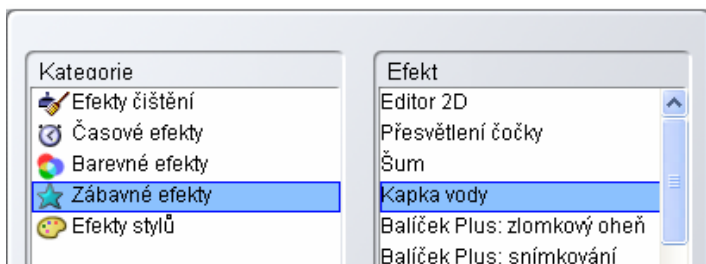 Kategorie
Efekty čištění
Časové efekty
Barevné efekty
Zábavné efekty
Efekty stylů
Efekt
Editor 2D
Přesvětlení čočky
Šum
Kapka vody
Balíček Plus: zlomkový oheň
Balíček Plus: snímkování